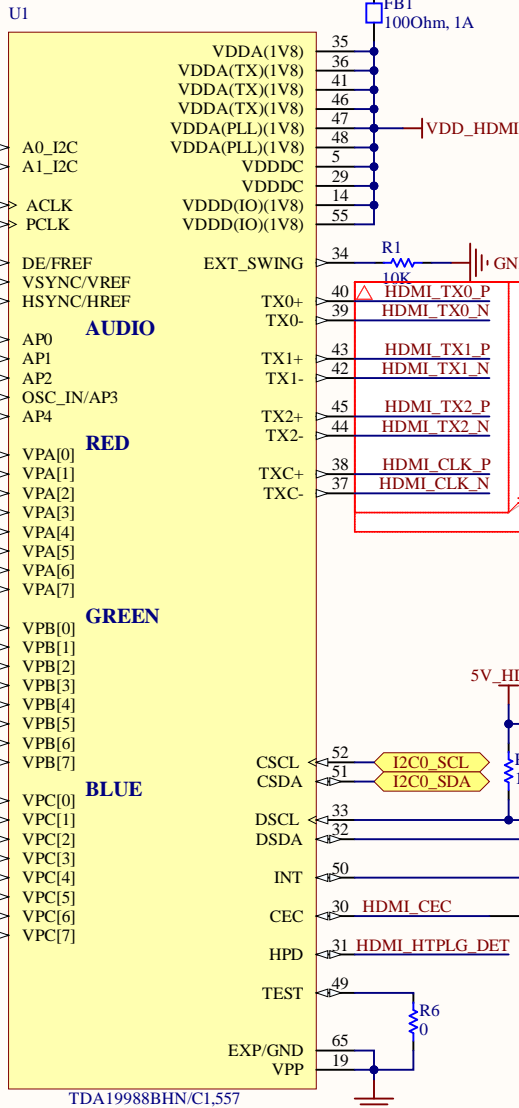 U1
FB1
100Ohm, 1A
VDDA(1V8) 35
VDDA(TX)(1V8) 36
VDDA(TX)(1V8) 41
VDDA(TX)(1V8) 46
VDDA(PLL)(1V8) 47
VDD_HDMI
A0_I2C VDDA(PLL)(1V8) 48
A1_I2C VDDDC 5
VDDDC 29
ACLK VDDD(IO)(1V8) 14
PCLK VDDD(IO)(1V8) 55
DE/FREF EXT_SWING 34 R1
10K
GN
VSYNC/VREF
HSYNC/HREF TX0+ 40 HDMI_TX0_P
TX0- 39 HDMI_TX0_N
AUDIO
AP0
AP1 TX1+ 43 HDMI_TX1_P
AP2 TX1- 42 HDMI_TX1_N
OSC_IN/AP3
AP4 TX2+ 45 HDMI_TX2_P
TX2- 44 HDMI_TX2_N
RED
VPA[0]
VPA[1] TXC+ 38 HDMI_CLK_P
VPA[2] TXC- 37 HDMI_CLK_N
VPA[3]
VPA[4]
VPA[5]
VPA[6]
VPA[7]
GREEN
VPB[0]
VPB[1]
VPB[2]
VPB[3]
VPB[4]
VPB[5]
VPB[6]
VPB[7]
5V_HD
CSCL 52 I2C0_SCL
CSDA 51 I2C0_SDA
BLUE
VPC[0]
VPC[1] DSCL 33
VPC[2] DSDA 32
VPC[3]
VPC[4] INT 50
VPC[5]
VPC[6] CEC 30 HDMI_CEC
VPC[7]
HPD 31 HDMI_HTPLG_DET
TEST 49
R6
0
EXP/GND 65
VPP 19
TDA19988BHN/C1,557